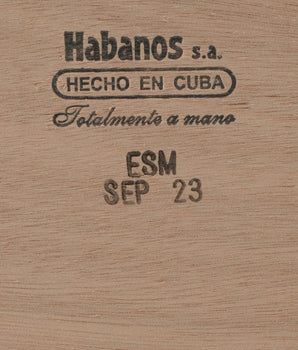 Habanos s.a.
HECHO EN CUBA
Totalmente a mano
ESM
SEP 23